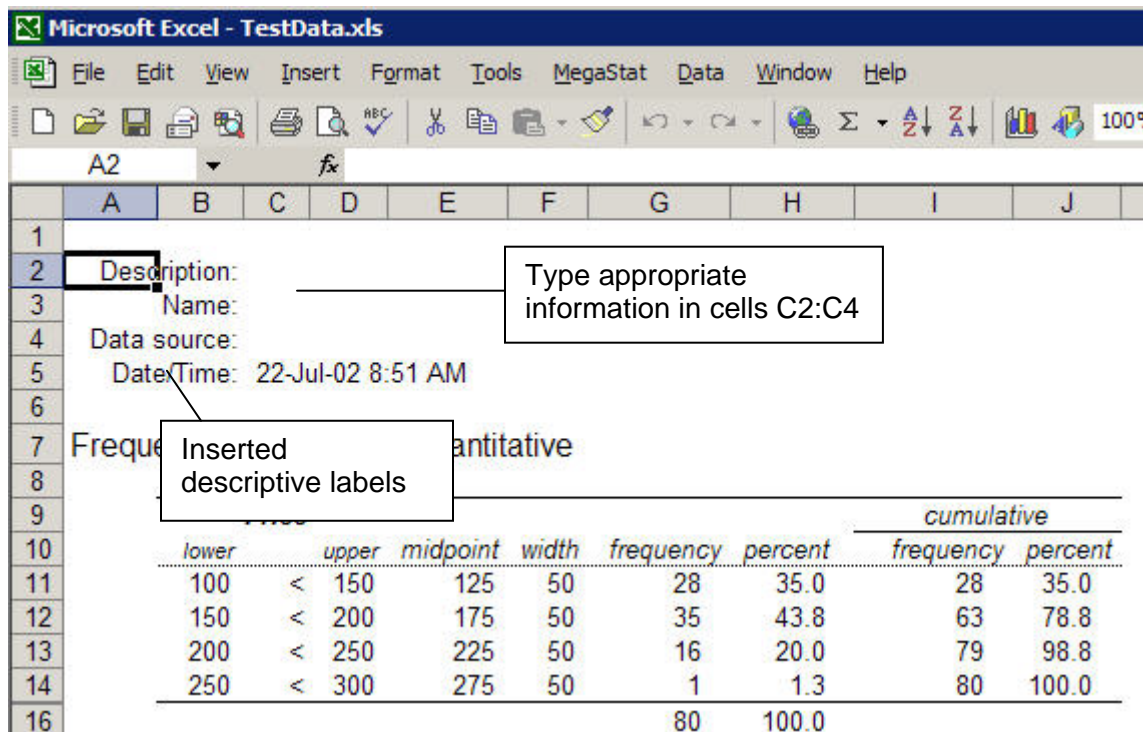 Microsoft Excel - TestData.xls
File Edit View Insert Format Tools MegaStat Data Window Help
ABC Σ A Z Z A 100%
A2 fx
A B C D E F G H I J
1
2 Description:
Type appropriate
information in cells C2:C4
3 Name:
4 Data source:
5 Date/Time: 22-Jul-02 8:51 AM
6
7 Freque antitative
Inserted
descriptive labels
8
9 cumulative
10 lower upper midpoint width frequency percent frequency percent
11 100 < 150 125 50 28 35.0 28 35.0
12 150 < 200 175 50 35 43.8 63 78.8
13 200 < 250 225 50 16 20.0 79 98.8
14 250 < 300 275 50 1 1.3 80 100.0
16 80 100.0